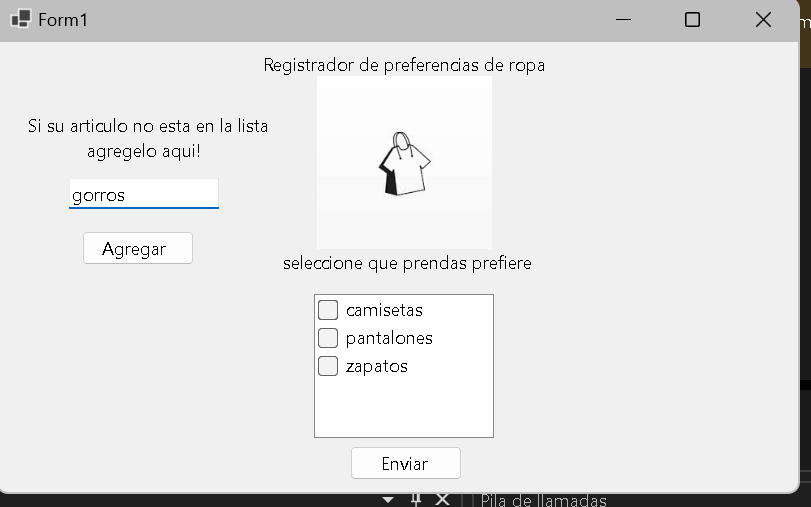 Form1
Registrador de preferencias de ropa
Si su articulo no esta en la lista
agregelo aqui!
gorros
Agregar
seleccione que prendas prefiere
camisetas
pantalones
zapatos
Enviar
Pila de llamadas